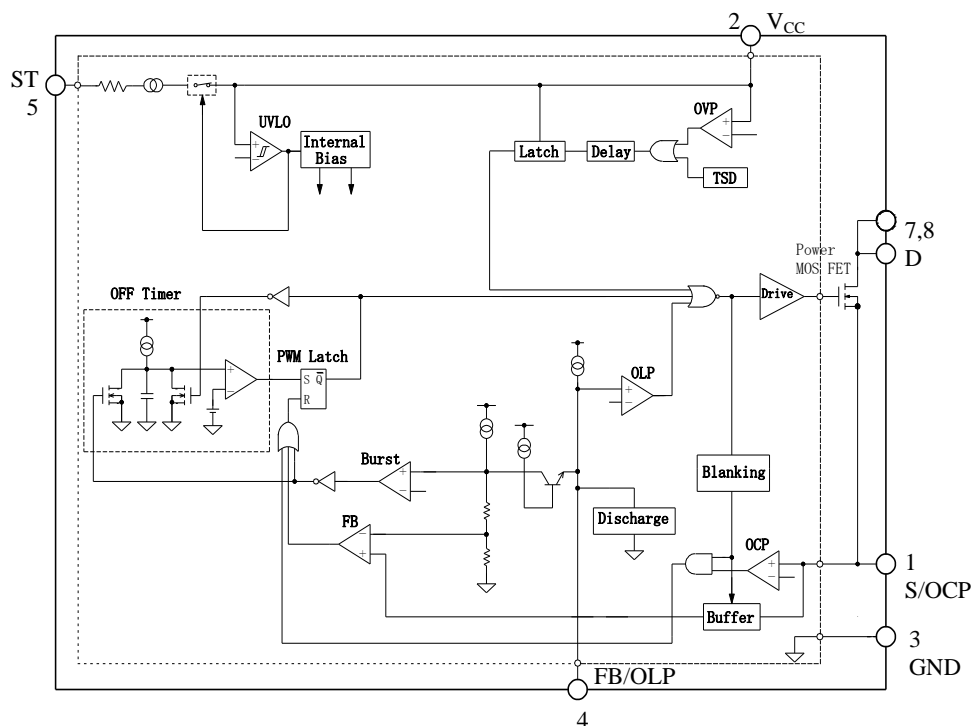 2 V_CC
ST
5
UVLO
+
−
Internal
Bias
OVP
+
−
Latch
Delay
TSD
7,8
D
Power
MOS FET
Drive
OFF Timer
+
−
PWM Latch
S Q̅
R
OLP
+
−
Burst
+
−
FB
−
+
Discharge
Blanking
OCP
+
−
Buffer
1
S/OCP
3
GND
FB/OLP
4